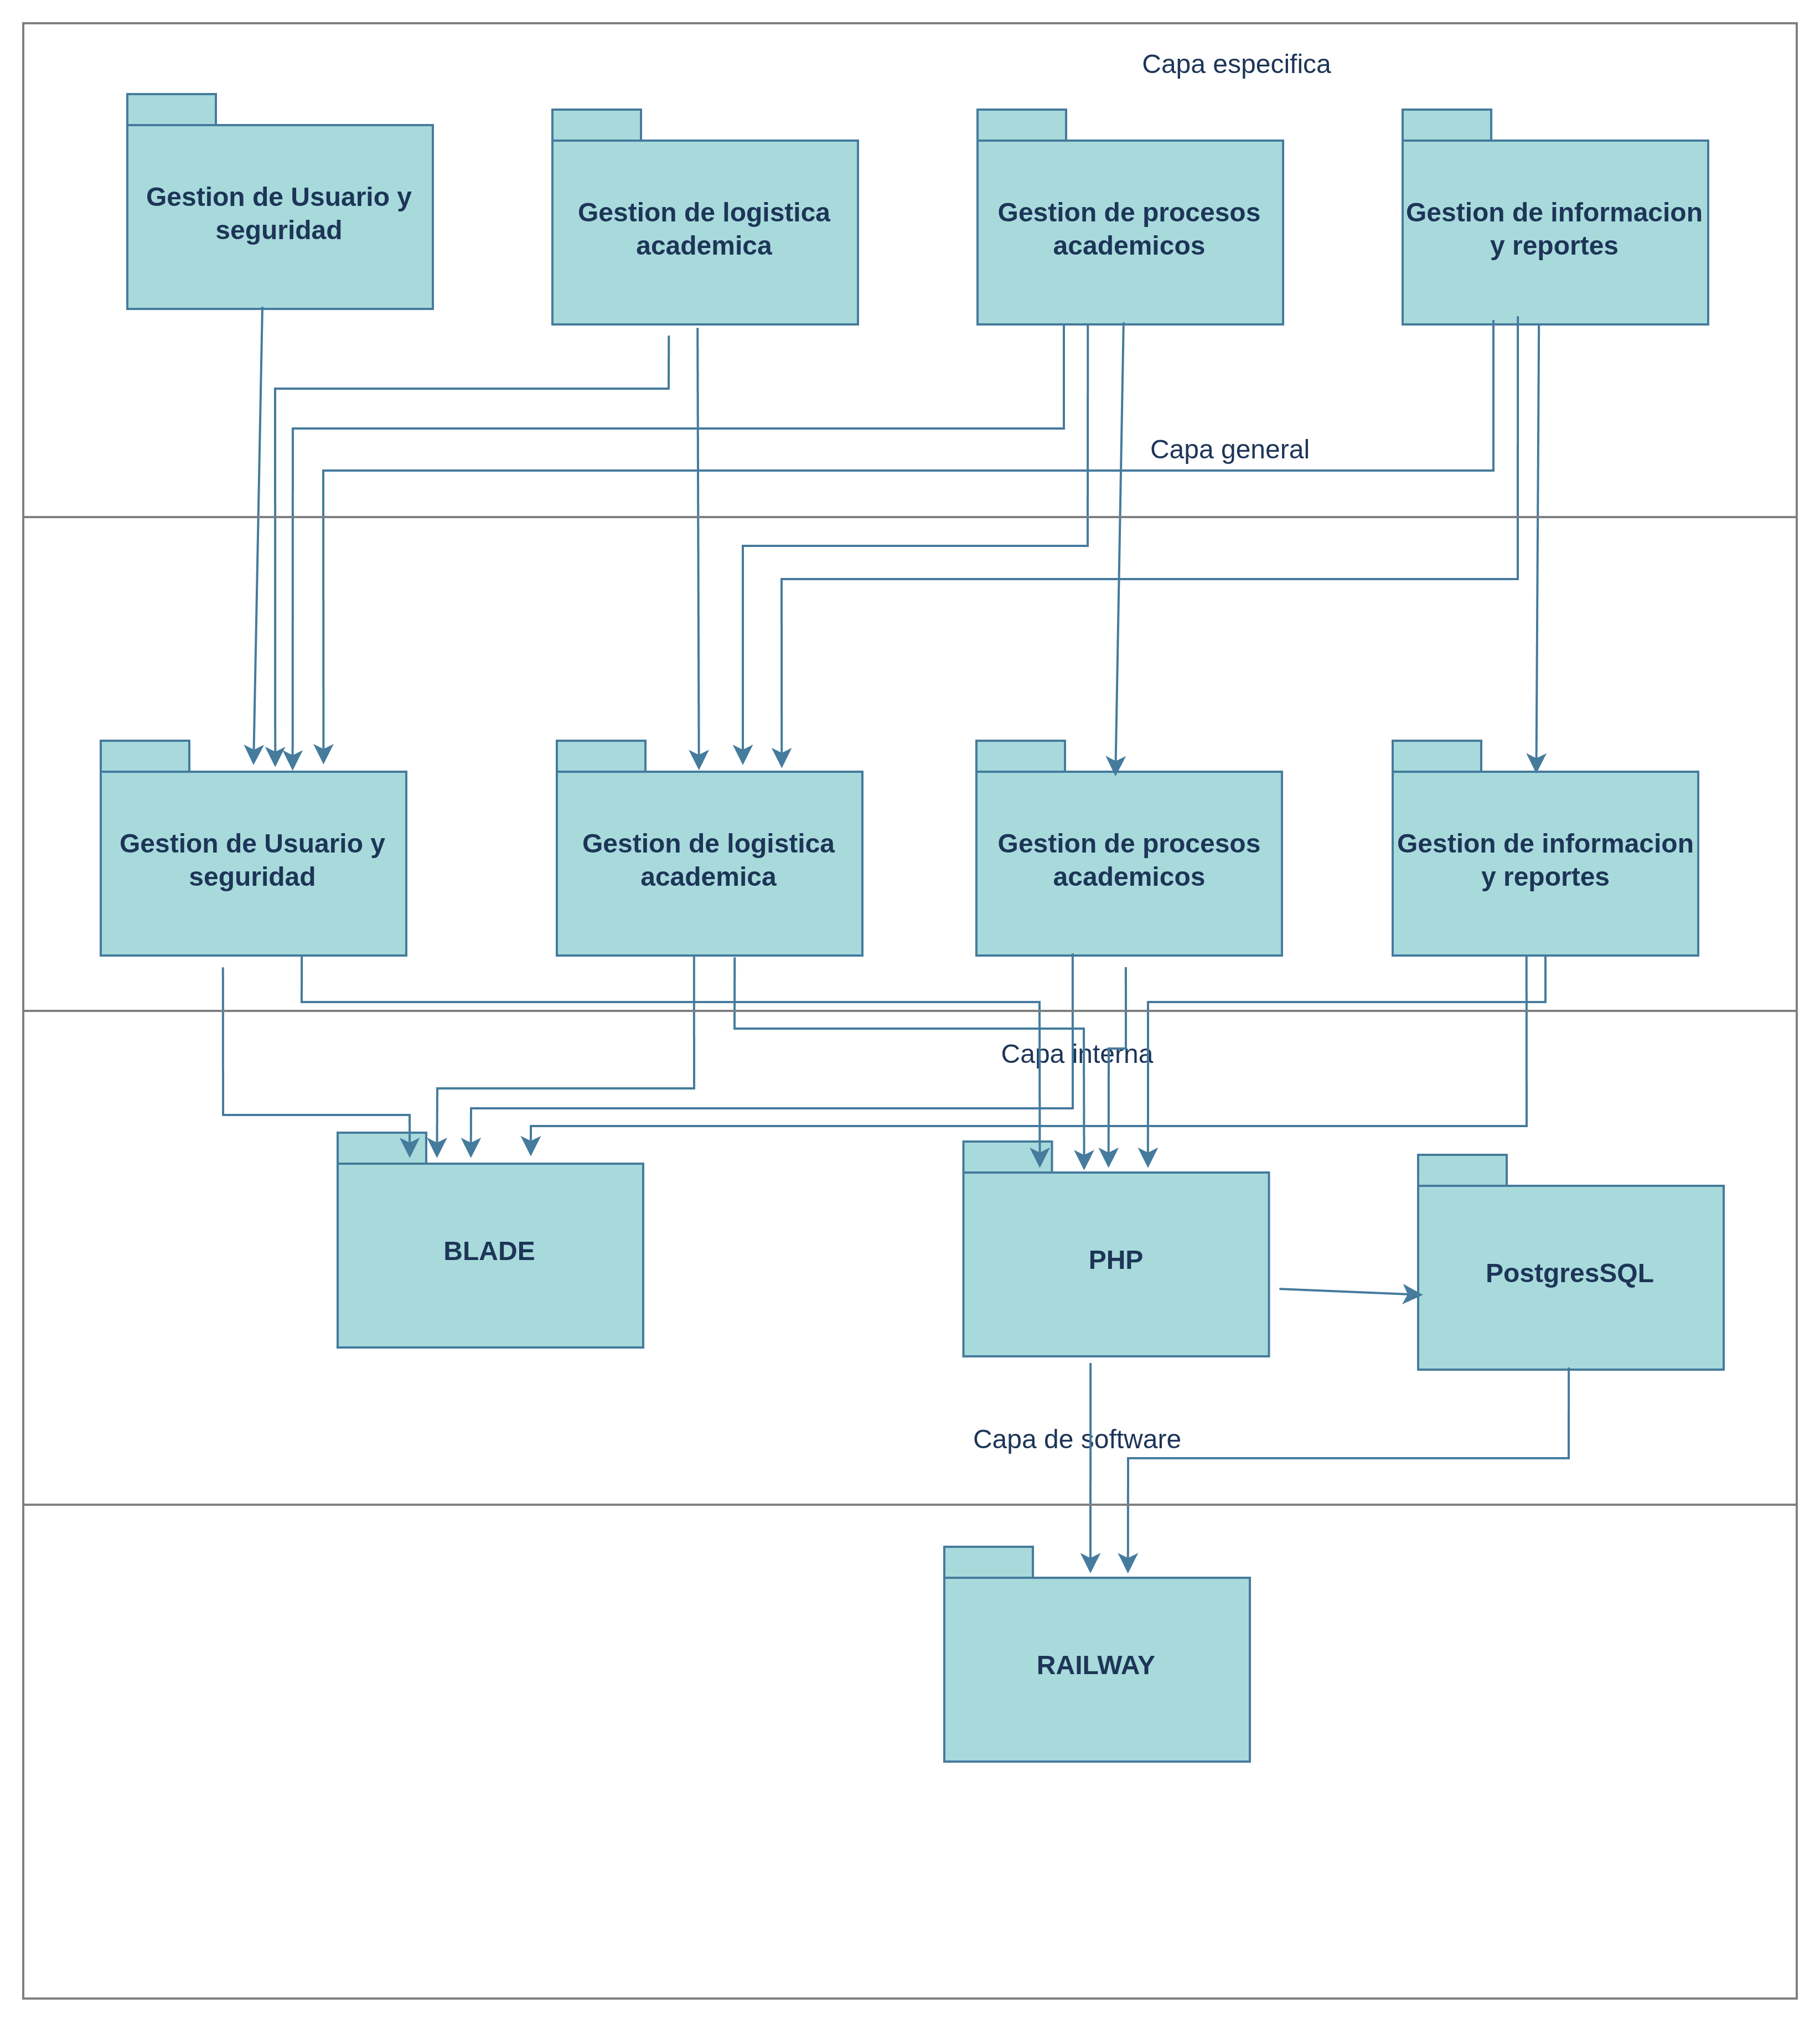 Capa especifica
Gestion de Usuario y
seguridad
Gestion de logistica
academica
Gestion de procesos
academicos
Gestion de informacion
y reportes
Capa general
Gestion de Usuario y
seguridad
Gestion de logistica
academica
Gestion de procesos
academicos
Gestion de informacion
y reportes
Capa interna
BLADE
PHP
PostgresSQL
Capa de software
RAILWAY